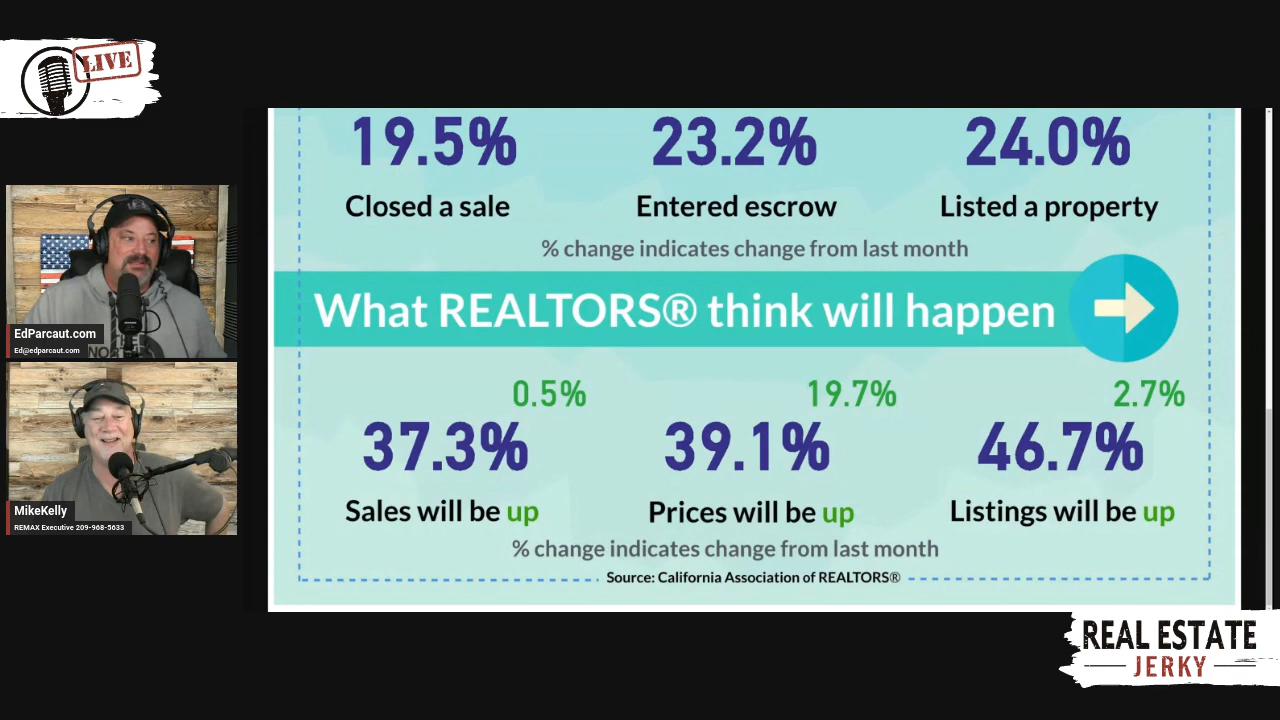 LIVE
19.5%
23.2%
24.0%
Closed a sale
Entered escrow
Listed a property
% change indicates change from last month
What REALTORS® think will happen
0.5%
19.7%
2.7%
37.3%
39.1%
46.7%
Sales will be up
Prices will be up
Listings will be up
% change indicates change from last month
Source: California Association of REALTORS®
EdParcaut.com
Ed@edparcaut.com
MikeKelly
REMAX Executive 209-968-5633
REAL ESTATE
JERKY